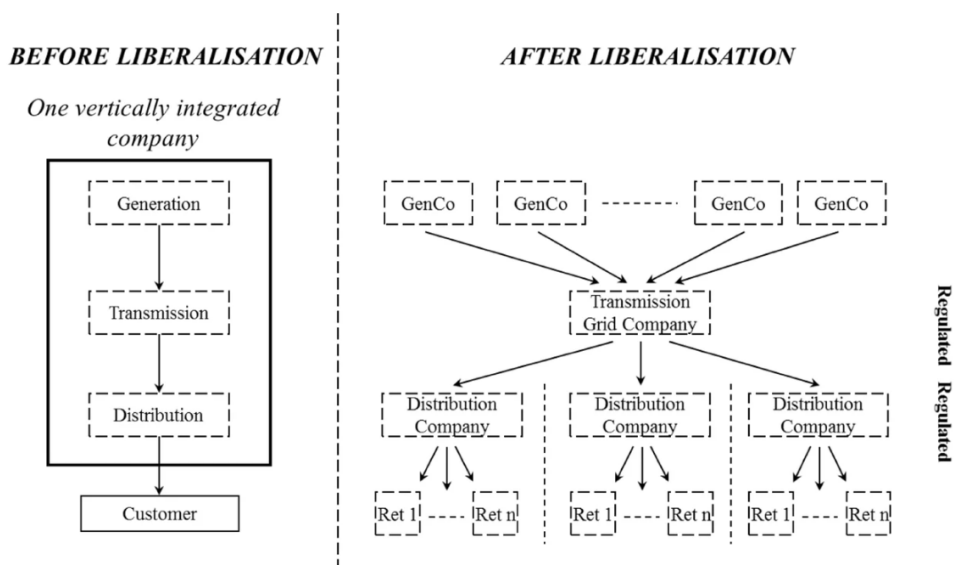 BEFORE LIBERALISATION
One vertically integrated
company
Generation
Transmission
Distribution
Customer
AFTER LIBERALISATION
GenCo
GenCo
GenCo
GenCo
Transmission
Grid Company
Distribution
Company
Distribution
Company
Distribution
Company
Ret 1
Ret n
Ret 1
Ret n
Ret 1
Ret n
Regulated
Regulated